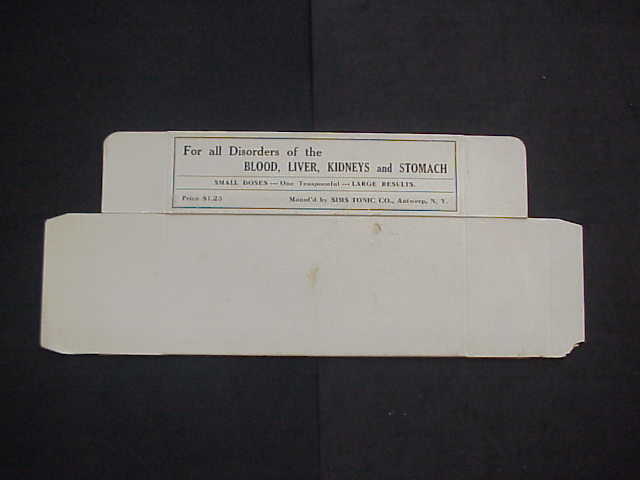 For all Disorders of the
BLOOD, LIVER, KIDNEYS and STOMACH
SMALL DOSES — One Teaspoonful — LARGE RESULTS.
Price $1.25 Manuf'd by SIMS TONIC CO., Antwerp, N. Y.